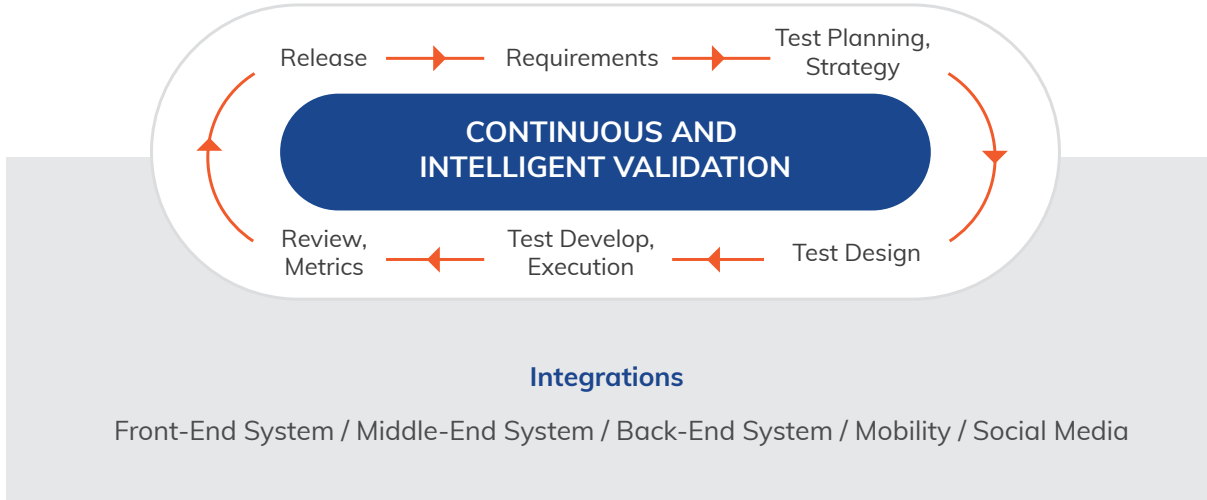 Release
Requirements
Test Planning,
Strategy
CONTINUOUS AND
INTELLIGENT VALIDATION
Review,
Metrics
Test Develop,
Execution
Test Design
Integrations
Front-End System / Middle-End System / Back-End System / Mobility / Social Media